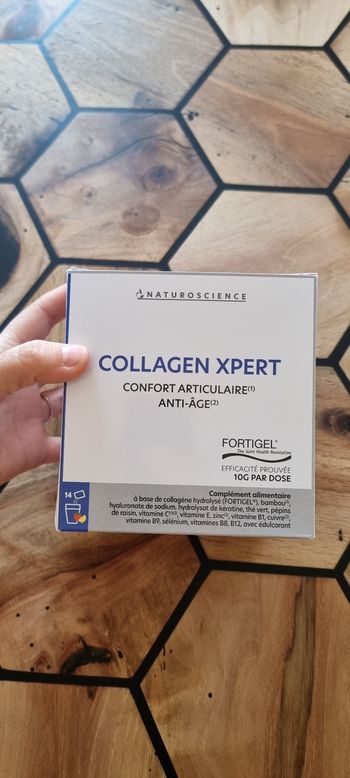 NATUROSCIENCE
COLLAGEN XPERT
CONFORT ARTICULAIRE(1)
ANTI-ÂGE(2)
FORTIGEL®
The Joint Health Revolution
EFFICACITÉ PROUVÉE
10G PAR DOSE
14
Complément alimentaire
à base de collagène hydrolysé (FORTIGEL®), bambou(1),
hyaluronate de sodium, hydrolysat de kératine, thé vert, pépins
de raisin, vitamine C(1)(2), vitamine E, zinc(2), vitamine B1, cuivre(2),
vitamine B9, sélénium, vitamines B8, B12, avec édulcorant